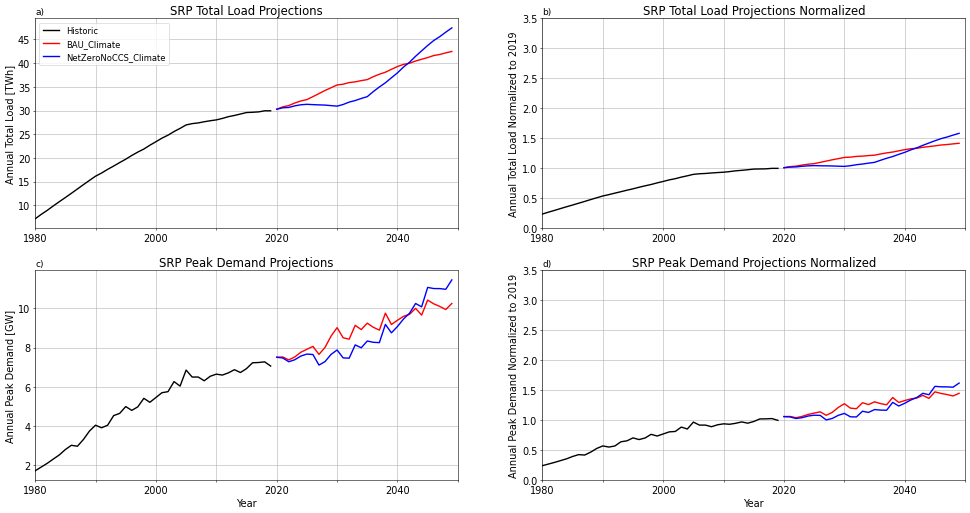 a)
SRP Total Load Projections
Historic
BAU_Climate
NetZeroNoCCS_Climate
Annual Total Load [TWh]
45
40
35
30
25
20
15
10
1980
2000
2020
2040
b)
SRP Total Load Projections Normalized
Annual Total Load Normalized to 2019
3.5
3.0
2.5
2.0
1.5
1.0
0.5
0.0
1980
2000
2020
2040
c)
SRP Peak Demand Projections
Annual Peak Demand [GW]
10
8
6
4
2
1980
2000
2020
2040
Year
d)
SRP Peak Demand Projections Normalized
Annual Peak Demand Normalized to 2019
3.5
3.0
2.5
2.0
1.5
1.0
0.5
0.0
1980
2000
2020
2040
Year